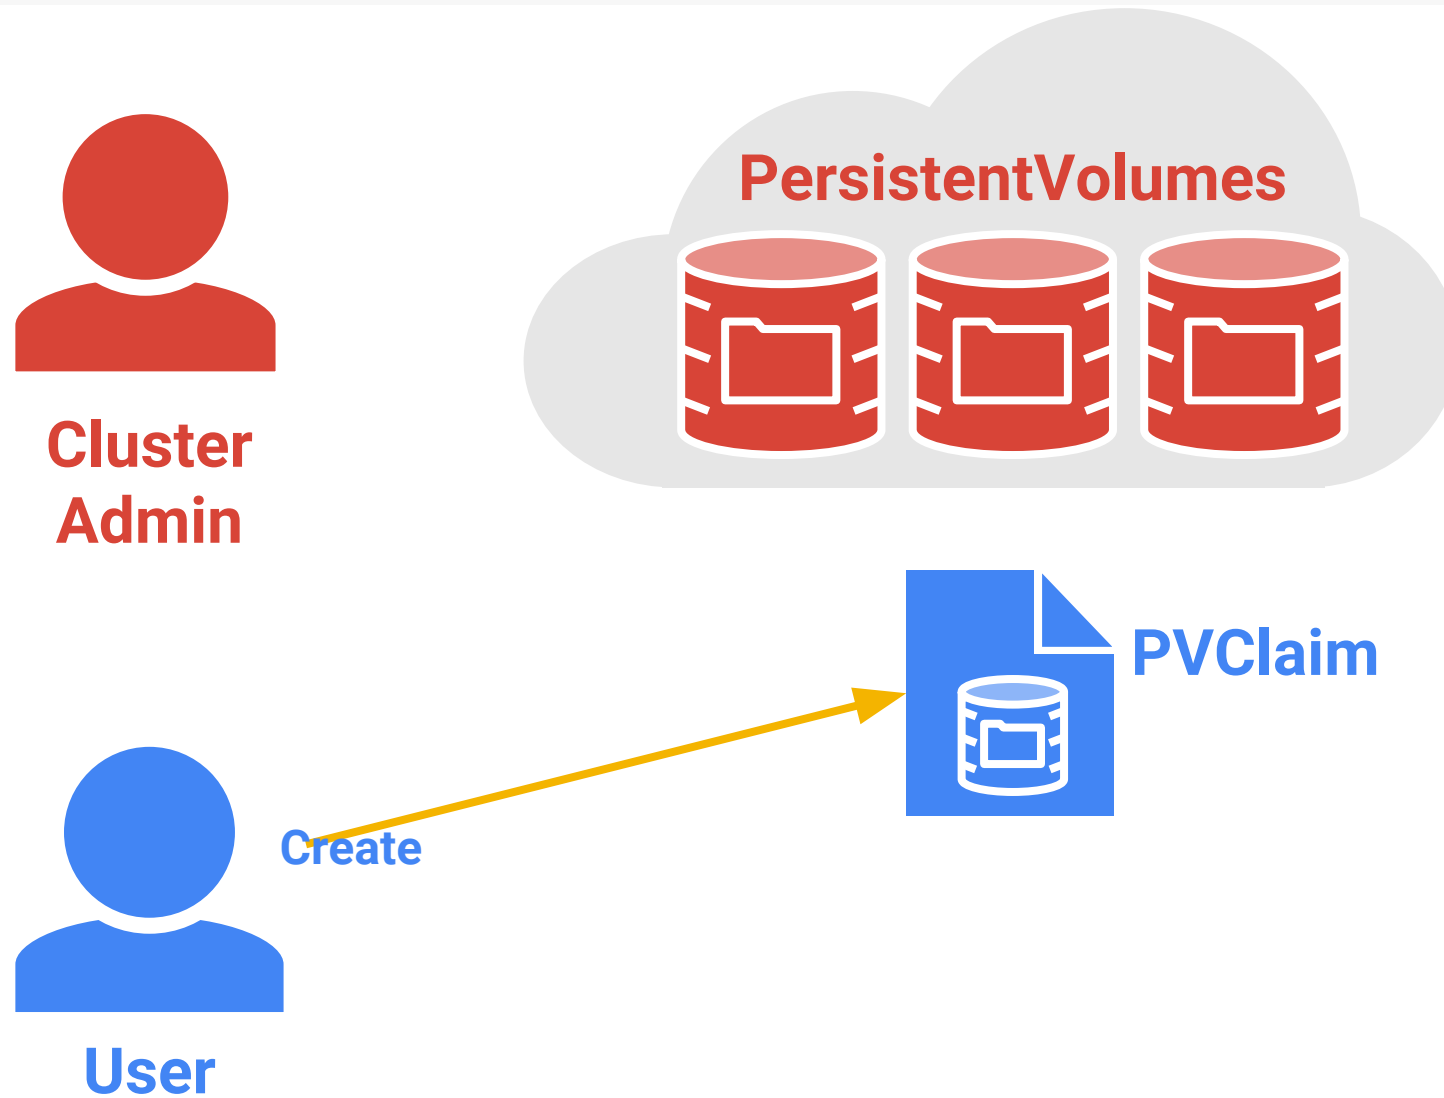 PersistentVolumes
Cluster
Admin
PVClaim
Create
User